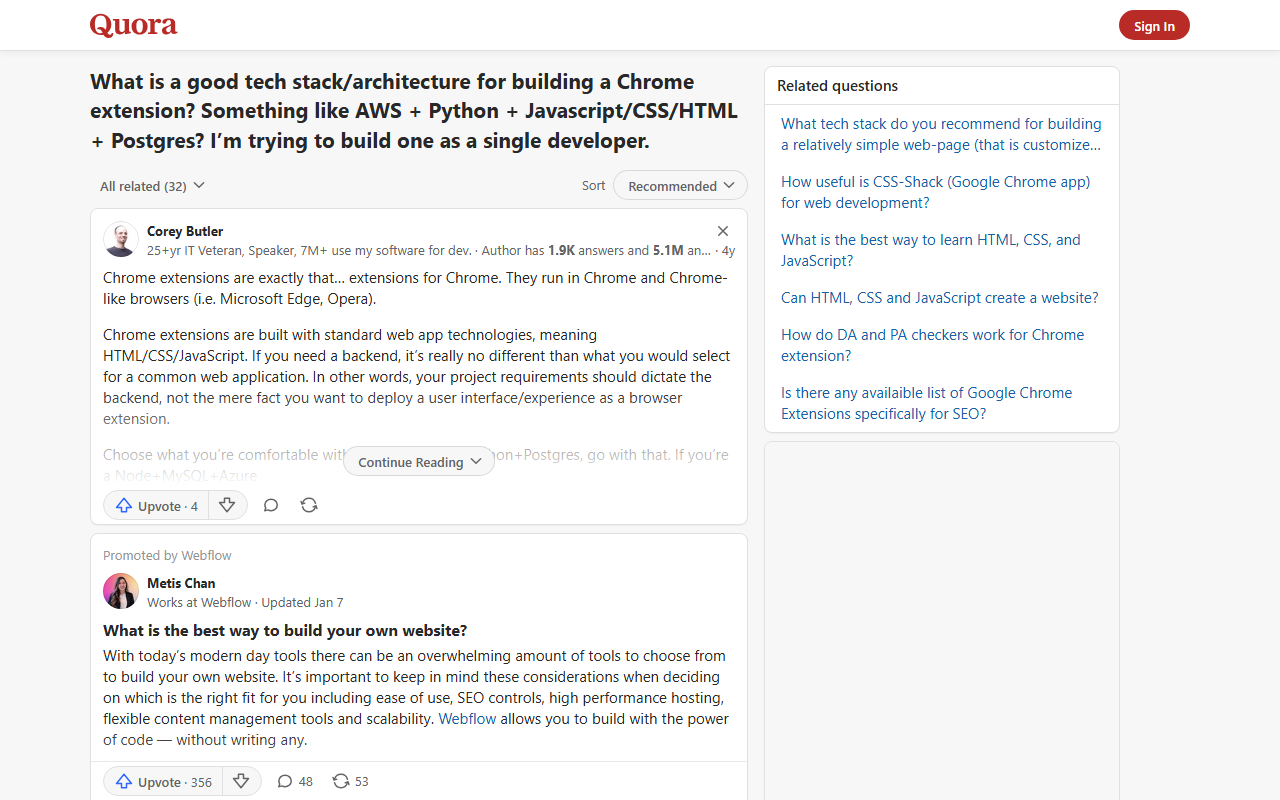 Quora
Sign In
What is a good tech stack/architecture for building a Chrome
extension? Something like AWS + Python + Javascript/CSS/HTML
+ Postgres? I’m trying to build one as a single developer.
All related (32)
Sort
Recommended
Corey Butler
25+yr IT Veteran, Speaker, 7M+ use my software for dev. · Author has 1.9K answers and 5.1M an... · 4y
Chrome extensions are exactly that… extensions for Chrome. They run in Chrome and Chrome-
like browsers (i.e. Microsoft Edge, Opera).
Chrome extensions are built with standard web app technologies, meaning
HTML/CSS/JavaScript. If you need a backend, it’s really no different than what you would select
for a common web application. In other words, your project requirements should dictate the
backend, not the mere fact you want to deploy a user interface/experience as a browser
extension.
Choose what you’re comfortable with on+Postgres, go with that. If you’re
a Node+MySQL+Azure
Continue Reading
Upvote · 4
Promoted by Webflow
Metis Chan
Works at Webflow · Updated Jan 7
What is the best way to build your own website?
With today’s modern day tools there can be an overwhelming amount of tools to choose from
to build your own website. It’s important to keep in mind these considerations when deciding
on which is the right fit for you including ease of use, SEO controls, high performance hosting,
flexible content management tools and scalability. Webflow allows you to build with the power
of code — without writing any.
Upvote · 356
48
53
Related questions
What tech stack do you recommend for building
a relatively simple web-page (that is customize...
How useful is CSS-Shack (Google Chrome app)
for web development?
What is the best way to learn HTML, CSS, and
JavaScript?
Can HTML, CSS and JavaScript create a website?
How do DA and PA checkers work for Chrome
extension?
Is there any availaible list of Google Chrome
Extensions specifically for SEO?